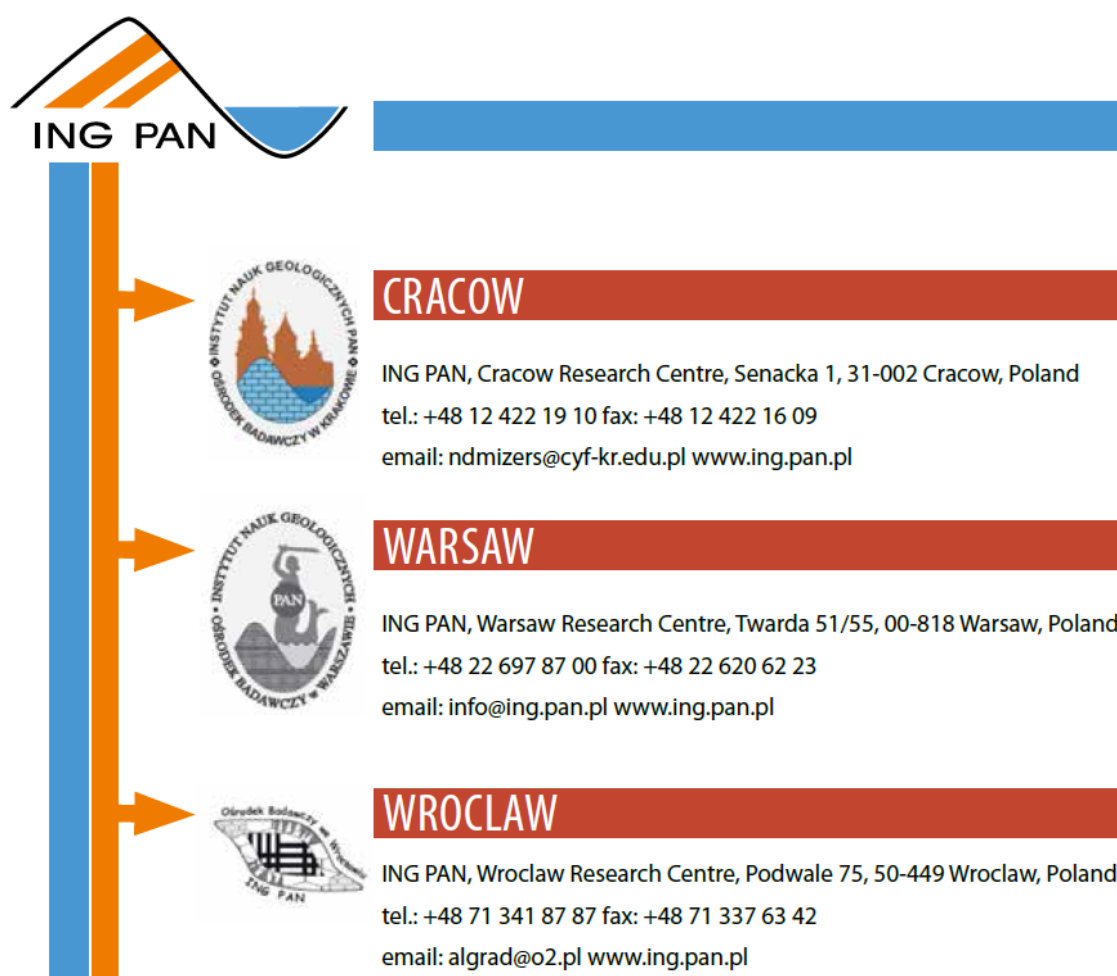 ING PAN
INSTYTUT NAUK GEOLOGICZNYCH PAN
OŚRODEK BADAWCZY W KRAKOWIE
CRACOW
ING PAN, Cracow Research Centre, Senacka 1, 31-002 Cracow, Poland
tel.: +48 12 422 19 10 fax: +48 12 422 16 09
email: ndmizers@cyf-kr.edu.pl www.ing.pan.pl
INSTYTUT NAUK GEOLOGICZNYCH
OŚRODEK BADAWCZY w WARSZAWIE
PAN
WARSAW
ING PAN, Warsaw Research Centre, Twarda 51/55, 00-818 Warsaw, Poland
tel.: +48 22 697 87 00 fax: +48 22 620 62 23
email: info@ing.pan.pl www.ing.pan.pl
Ośrodek Badawczy we Wrocławiu
ING PAN
WROCLAW
ING PAN, Wroclaw Research Centre, Podwale 75, 50-449 Wroclaw, Poland
tel.: +48 71 341 87 87 fax: +48 71 337 63 42
email: algrad@o2.pl www.ing.pan.pl